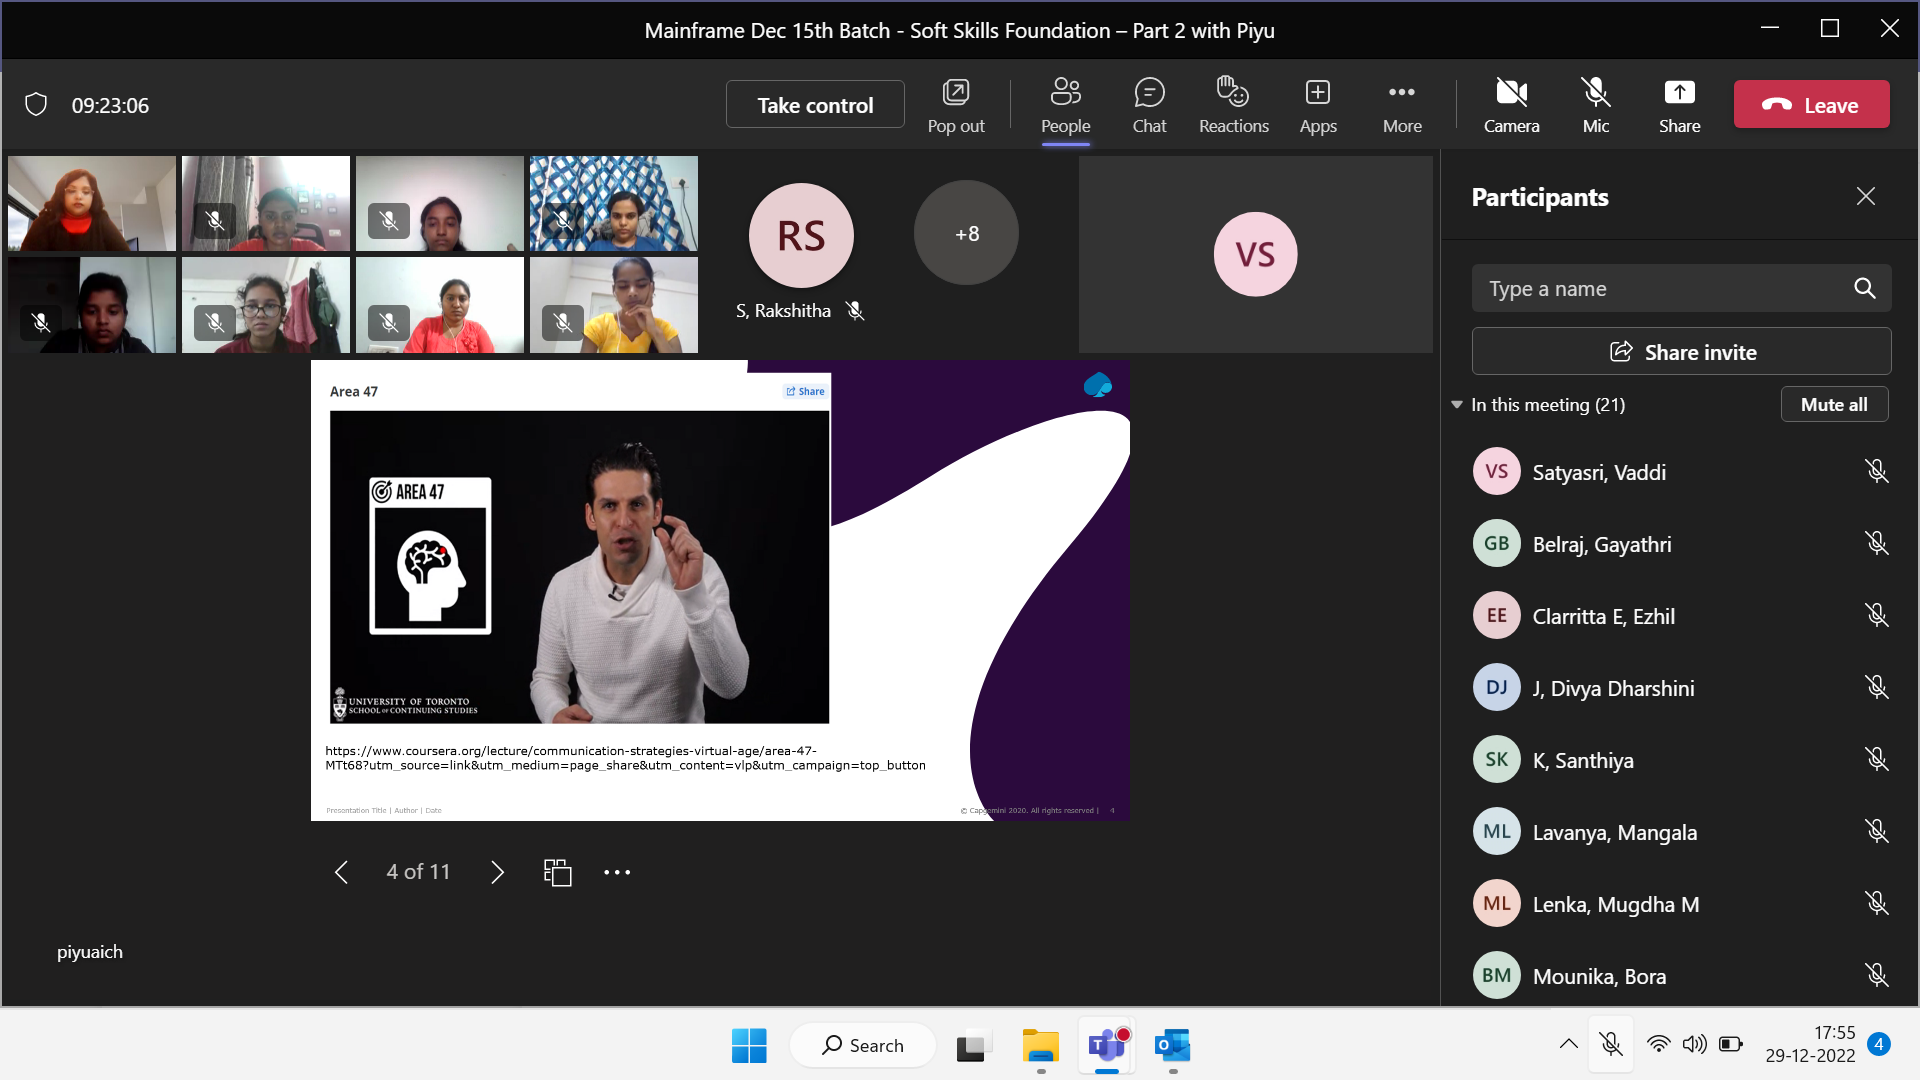 Mainframe Dec 15th Batch - Soft Skills Foundation – Part 2 with Piyu
09:23:06
Take control
Pop out
People
Chat
Reactions
Apps
More
Camera
Mic
Share
Leave
RS
S, Rakshitha
+8
VS
Participants
Type a name
Share invite
In this meeting (21)
Mute all
VS Satyasri, Vaddi
GB Belraj, Gayathri
EE Clarritta E, Ezhil
DJ J, Divya Dharshini
SK K, Santhiya
ML Lavanya, Mangala
ML Lenka, Mugdha M
BM Mounika, Bora
Area 47
Share
AREA 47
UNIVERSITY OF TORONTO
SCHOOL OF CONTINUING STUDIES
https://www.coursera.org/lecture/communication-strategies-virtual-age/area-47-
MTt68?utm_source=link&utm_medium=page_share&utm_content=vlp&utm_campaign=top_button
Presentation Title | Author | Date
© Capgemini 2020. All rights reserved | 4
4 of 11
piyuaich
Search
17:55
29-12-2022
4